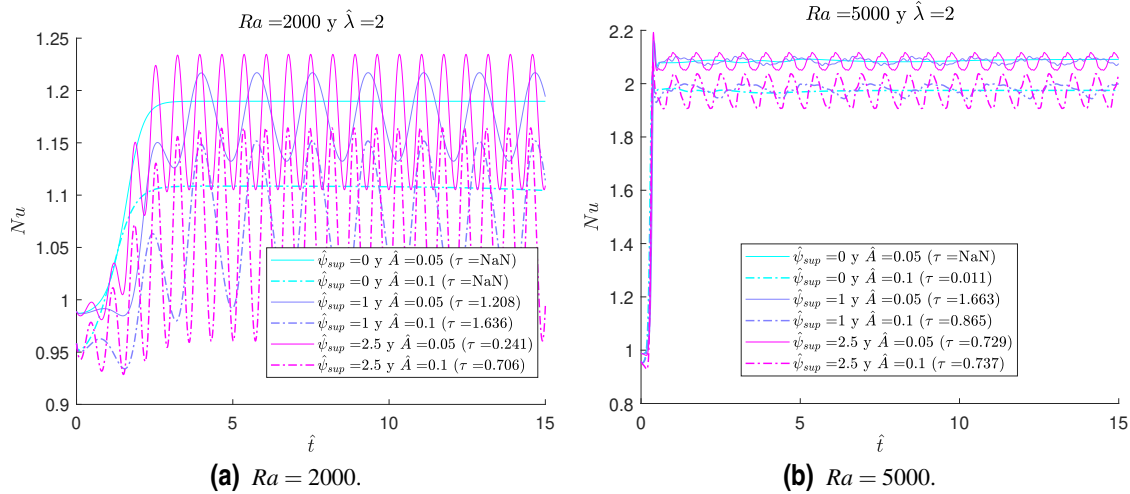 Ra =2000 y λ̂ =2
1.25
1.2
1.15
1.1
1.05
1
0.95
0.9
Nu
0 5 10 15
t̂
ψ̂sup =0 y Â =0.05 (τ =NaN)
ψ̂sup =0 y Â =0.1 (τ =NaN)
ψ̂sup =1 y Â =0.05 (τ =1.208)
ψ̂sup =1 y Â =0.1 (τ =1.636)
ψ̂sup =2.5 y Â =0.05 (τ =0.241)
ψ̂sup =2.5 y Â =0.1 (τ =0.706)
(a) Ra = 2000.
Ra =5000 y λ̂ =2
2.2
2
1.8
1.6
1.4
1.2
1
0.8
Nu
0 5 10 15
t̂
ψ̂sup =0 y Â =0.05 (τ =NaN)
ψ̂sup =0 y Â =0.1 (τ =0.011)
ψ̂sup =1 y Â =0.05 (τ =1.663)
ψ̂sup =1 y Â =0.1 (τ =0.865)
ψ̂sup =2.5 y Â =0.05 (τ =0.729)
ψ̂sup =2.5 y Â =0.1 (τ =0.737)
(b) Ra = 5000.